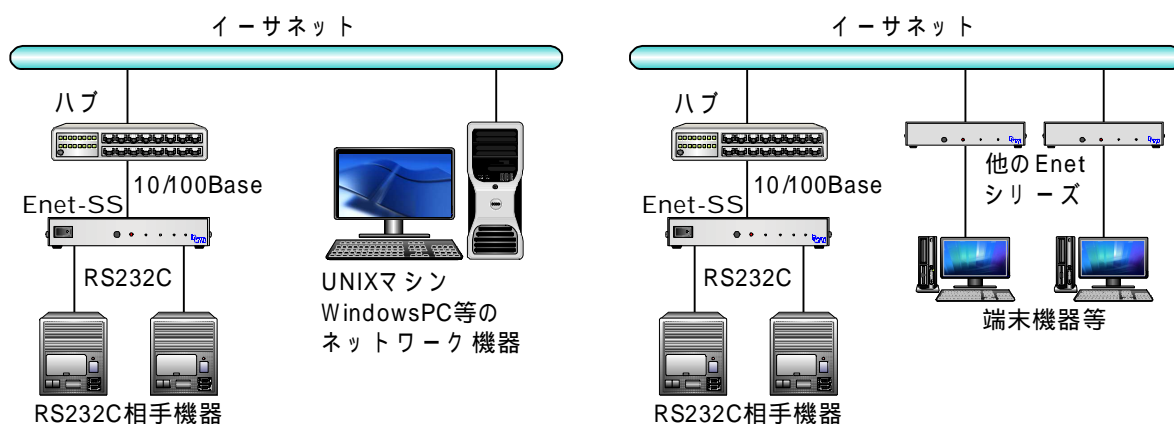 イーサネット
ハブ
10/100Base
Enet-SS
RS232C
UNIXマシン
WindowsPC等の
ネットワーク機器
RS232C相手機器
イーサネット
ハブ
10/100Base
他のEnet
シリーズ
Enet-SS
RS232C
端末機器等
RS232C相手機器